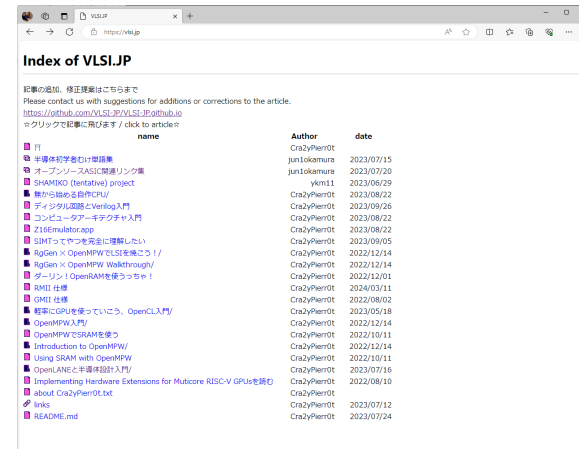 VLSI.JP
https://vlsi.jp
Index of VLSI.JP
記事の追加、修正提案はこちらまで
Please contact us with suggestions for additions or corrections to the article.
https://github.com/VLSI-JP/VLSI-JP.github.io
☆クリックで記事に飛びます / click to article☆
name Author date
⛩ Cra2yPierr0t
半導体初学者むけ単語集 jun1okamura 2023/07/15
オープンソースASIC関連リンク集 jun1okamura 2023/07/20
SHAMIKO (tentative) project ykm11 2023/06/29
無から始める自作CPU/ Cra2yPierr0t 2023/08/22
ディジタル回路とVerilog入門 Cra2yPierr0t 2023/09/26
コンピュータアーキテクチャ入門 Cra2yPierr0t 2023/08/22
Z16Emulator.app Cra2yPierr0t 2023/08/22
SIMTってやつを完全に理解したい Cra2yPierr0t 2023/09/05
RgGen × OpenMPWでLSIを焼こう！/ Cra2yPierr0t 2022/12/14
RgGen × OpenMPW Walkthrough/ Cra2yPierr0t 2022/12/14
ダーリン！OpenRAMを使うっちゃ！ Cra2yPierr0t 2022/12/01
RMII 仕様 Cra2yPierr0t 2024/03/11
GMII 仕様 Cra2yPierr0t 2022/08/02
軽率にGPUを使っていこう、OpenCL入門/ Cra2yPierr0t 2023/05/18
OpenMPW入門/ Cra2yPierr0t 2022/12/14
OpenMPWでSRAMを使う Cra2yPierr0t 2022/10/11
Introduction to OpenMPW/ Cra2yPierr0t 2022/12/14
Using SRAM with OpenMPW Cra2yPierr0t 2022/10/11
OpenLANEと半導体設計入門/ Cra2yPierr0t 2023/07/16
Implementing Hardware Extensions for Muticore RISC-V GPUsを読む Cra2yPierr0t 2022/08/10
about Cra2yPierr0t.txt Cra2yPierr0t
links Cra2yPierr0t 2023/07/12
README.md Cra2yPierr0t 2023/07/24